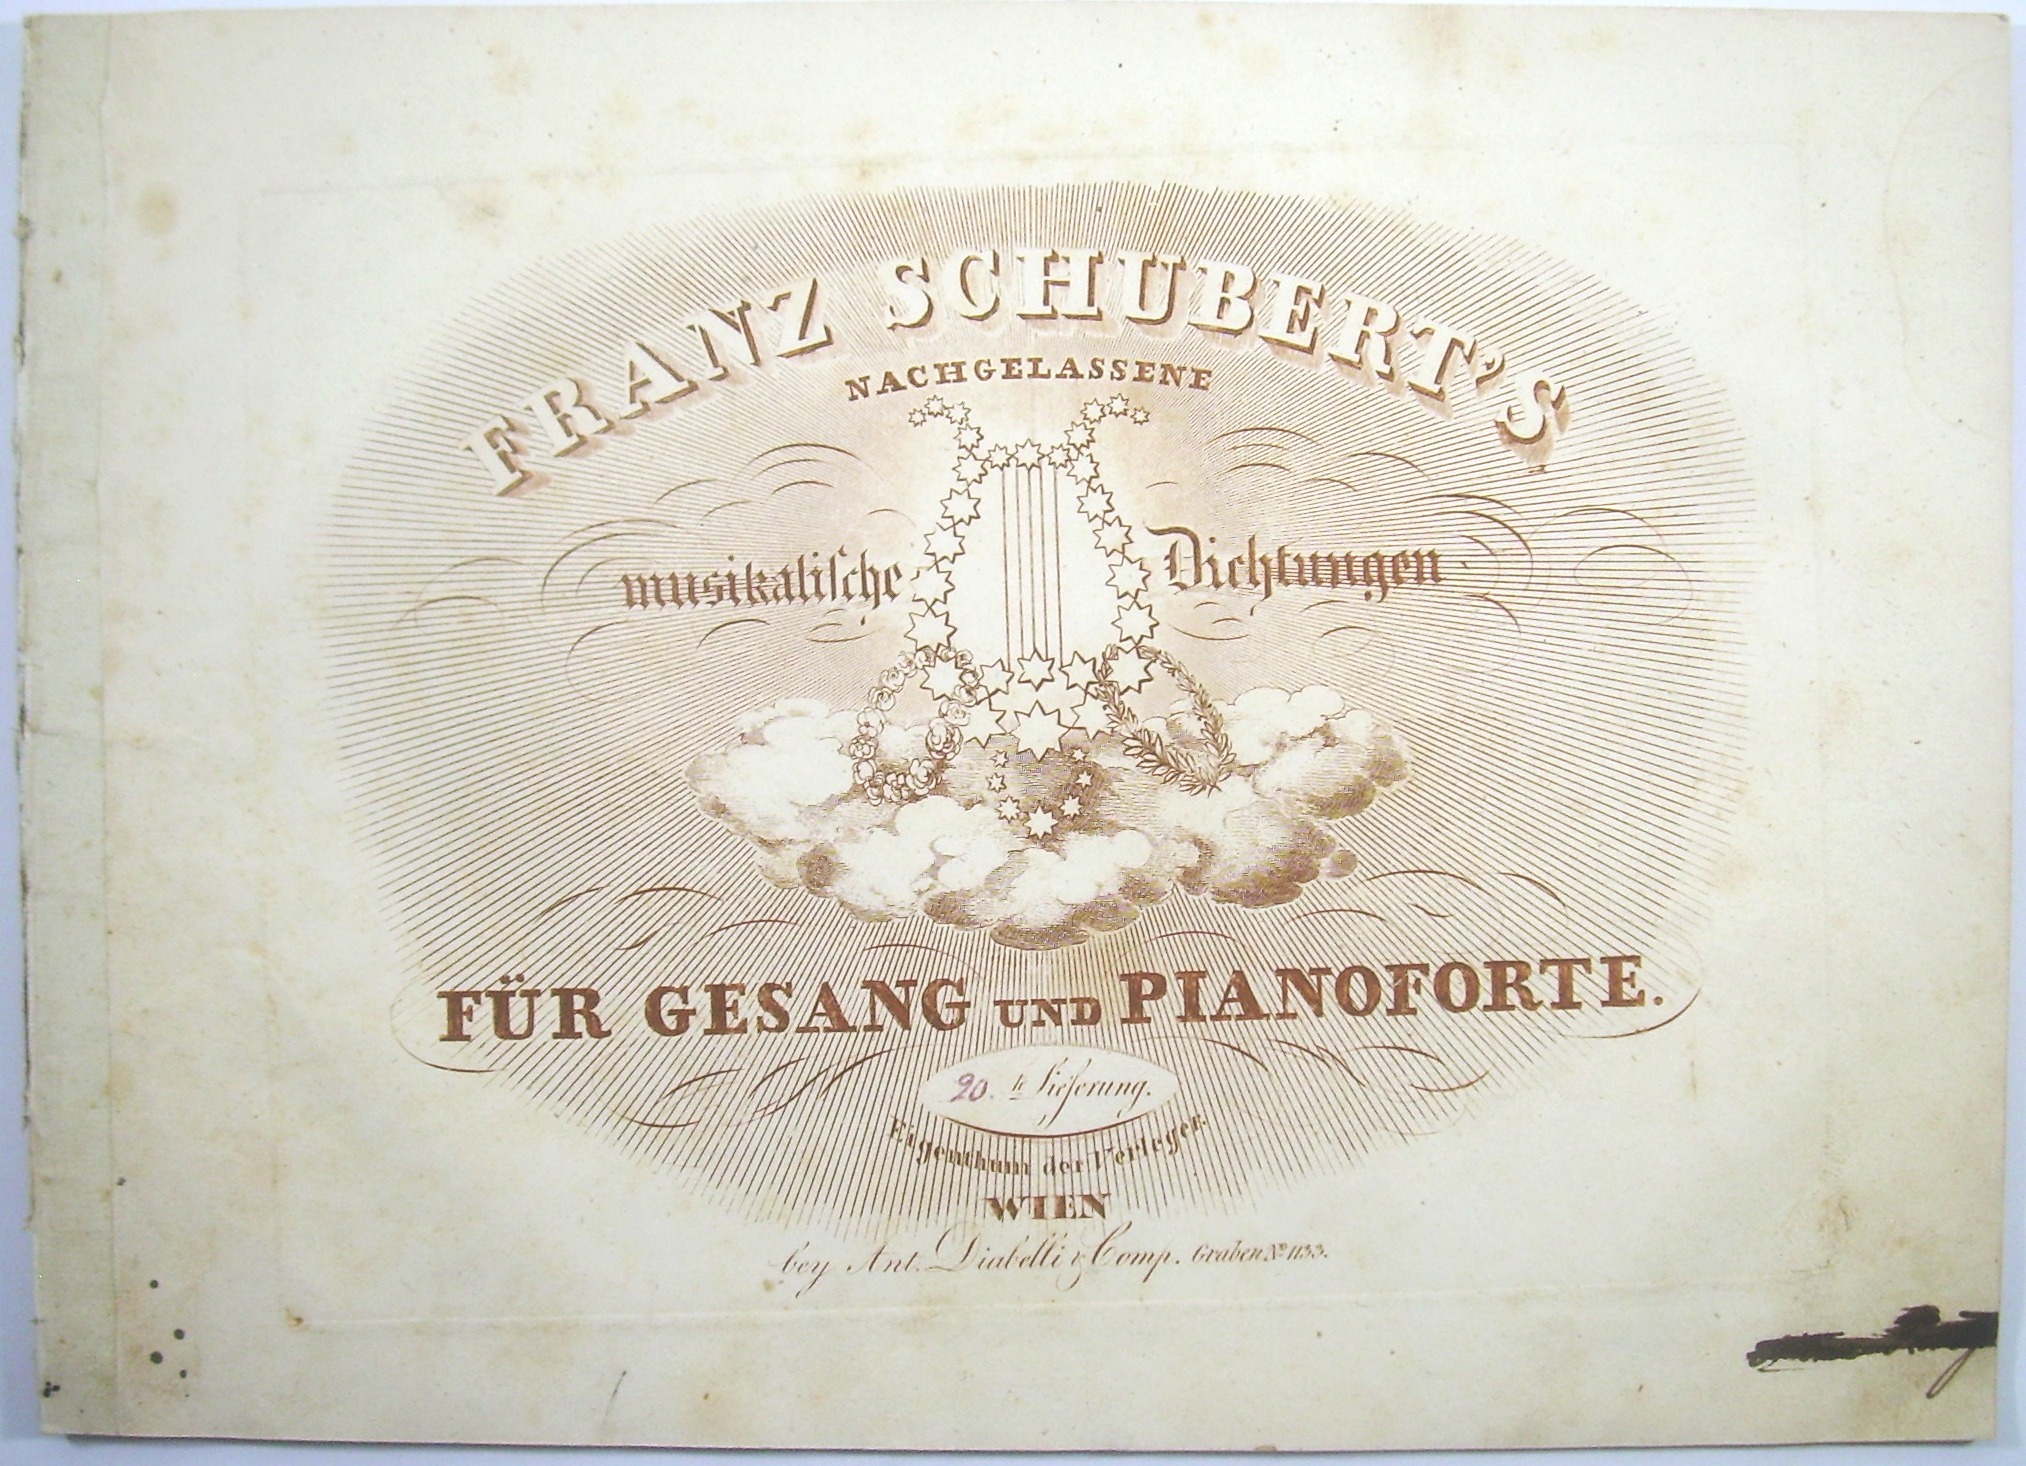 FRANZ SCHUBERT'S
NACHGELASSENE
musikaliſche Dichtungen
FÜR GESANG UND PIANOFORTE.
20. te Lieferung.
Eigenthum der Verleger.
WIEN
bey Ant. Diabelli & Comp. Graben No 1133.